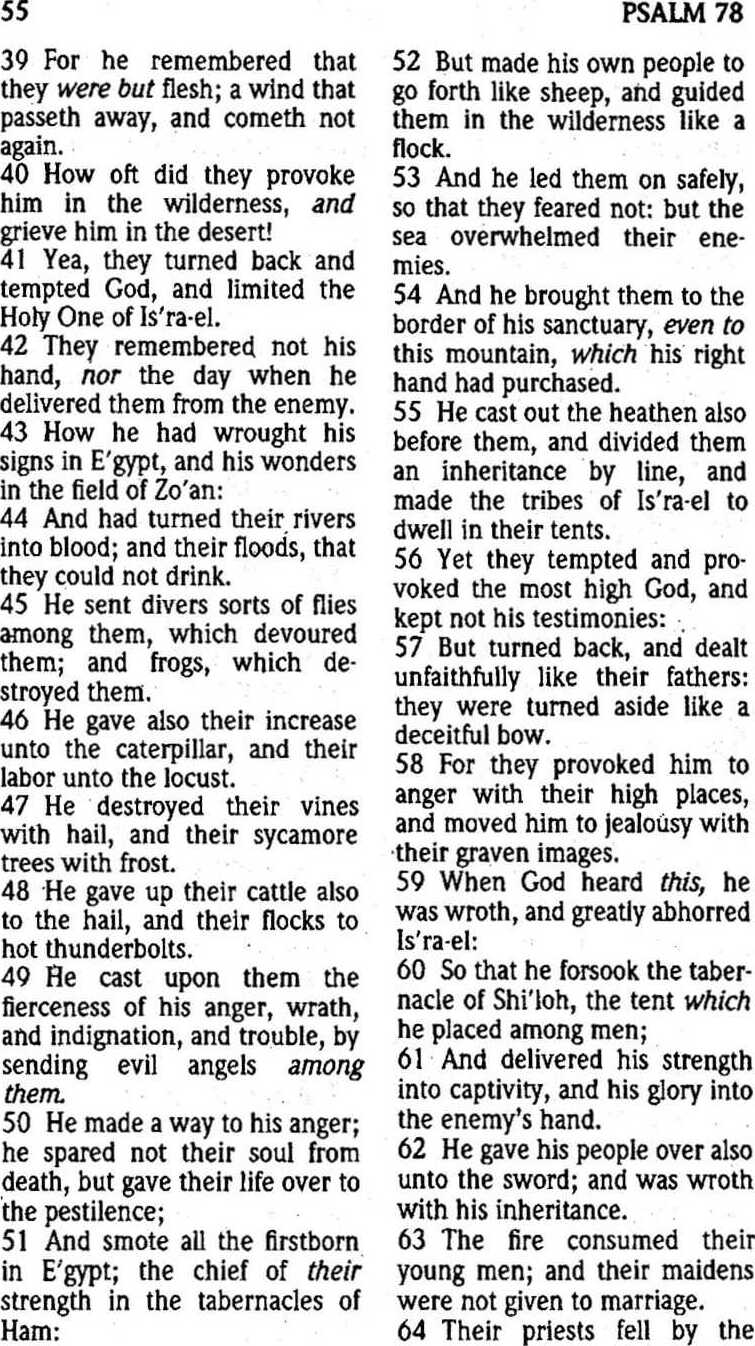 55
PSALM 78
39 For he remembered that
they were but flesh; a wind that
passeth away, and cometh not
again.
40 How oft did they provoke
him in the wilderness, and
grieve him in the desert!
41 Yea, they turned back and
tempted God, and limited the
Holy One of Is'ra-el.
42 They remembered not his
hand, nor the day when he
delivered them from the enemy.
43 How he had wrought his
signs in E'gypt, and his wonders
in the field of Zo'an:
44 And had turned their rivers
into blood; and their floods, that
they could not drink.
45 He sent divers sorts of flies
among them, which devoured
them; and frogs, which de-
stroyed them.
46 He gave also their increase
unto the caterpillar, and their
labor unto the locust.
47 He destroyed their vines
with hail, and their sycamore
trees with frost.
48 He gave up their cattle also
to the hail, and their flocks to
hot thunderbolts.
49 He cast upon them the
fierceness of his anger, wrath,
and indignation, and trouble, by
sending evil angels among
them.
50 He made a way to his anger;
he spared not their soul from
death, but gave their life over to
the pestilence;
51 And smote all the firstborn
in E'gypt; the chief of their
strength in the tabernacles of
Ham:
52 But made his own people to
go forth like sheep, and guided
them in the wilderness like a
flock.
53 And he led them on safely,
so that they feared not: but the
sea overwhelmed their ene-
mies.
54 And he brought them to the
border of his sanctuary, even to
this mountain, which his right
hand had purchased.
55 He cast out the heathen also
before them, and divided them
an inheritance by line, and
made the tribes of Is'ra-el to
dwell in their tents.
56 Yet they tempted and pro-
voked the most high God, and
kept not his testimonies:
57 But turned back, and dealt
unfaithfully like their fathers:
they were turned aside like a
deceitful bow.
58 For they provoked him to
anger with their high places,
and moved him to jealousy with
their graven images.
59 When God heard this, he
was wroth, and greatly abhorred
Is'ra-el:
60 So that he forsook the taber-
nacle of Shi'loh, the tent which
he placed among men;
61 And delivered his strength
into captivity, and his glory into
the enemy's hand.
62 He gave his people over also
unto the sword; and was wroth
with his inheritance.
63 The fire consumed their
young men; and their maidens
were not given to marriage.
64 Their priests fell by the